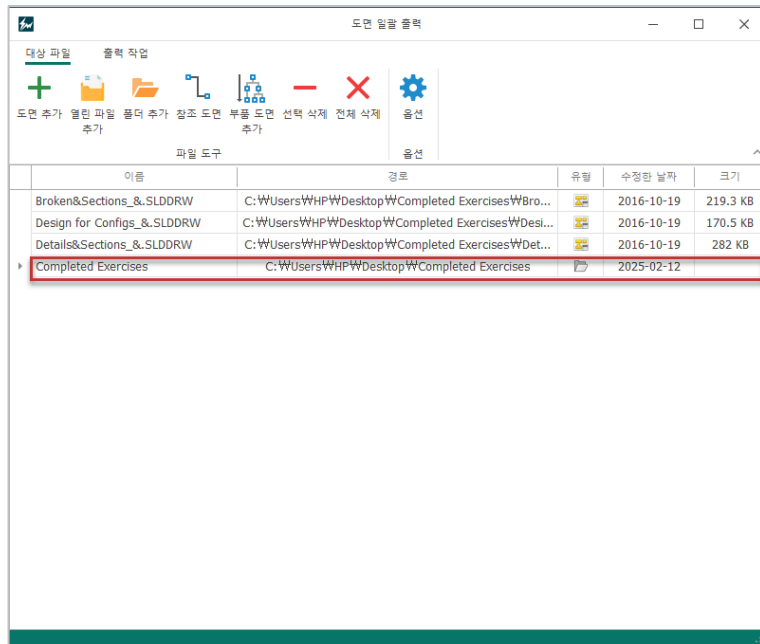 도면 일괄 출력
대상 파일 출력 작업
도면 추가 열린 파일 추가 폴더 추가 참조 도면 부품 도면 추가 선택 삭제 전체 삭제 옵션
파일 도구 옵션
이름 경로 유형 수정한 날짜 크기
Broken&Sections_&.SLDDRW C:₩Users₩HP₩Desktop₩Completed Exercises₩Bro... 2016-10-19 219.3 KB
Design for Configs_&.SLDDRW C:₩Users₩HP₩Desktop₩Completed Exercises₩Desi... 2016-10-19 170.5 KB
Details&Sections_&.SLDDRW C:₩Users₩HP₩Desktop₩Completed Exercises₩Det... 2016-10-19 282 KB
Completed Exercises C:₩Users₩HP₩Desktop₩Completed Exercises 2025-02-12